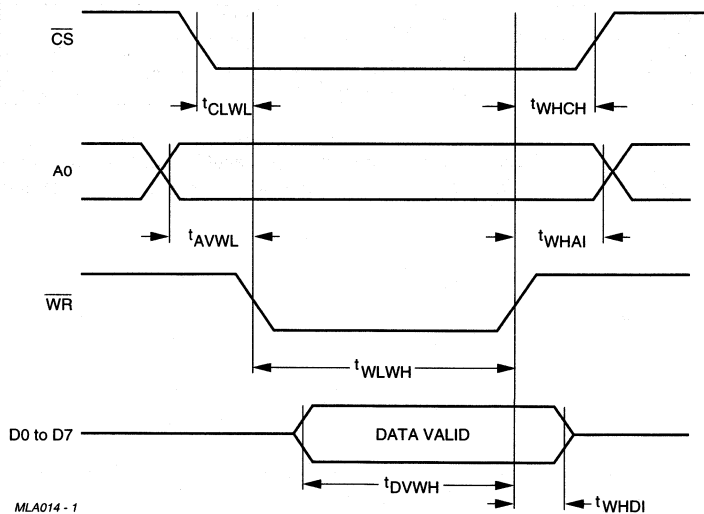 CS
tCLWL
tWHCH
A0
tAVWL
tWHAI
WR
tWLWH
D0 to D7
DATA VALID
tDVWH
tWHDI
MLA014 - 1